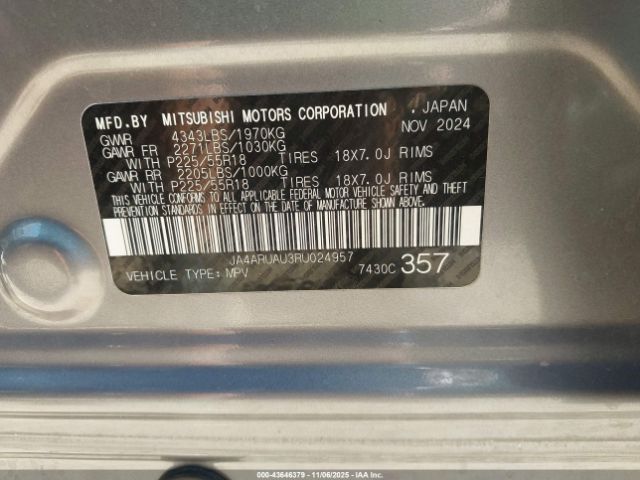 MFD.BY MITSUBISHI MOTORS CORPORATION , JAPAN
GVWR 4343LBS/1970KG NOV 2024
GAWR FR 2271LBS/1030KG
WITH P225/55R18 TIRES 18X7.0J RIMS
GAWR RR 2205LBS/1000KG
WITH P225/55R18 TIRES 18X7.0J RIMS
THIS VEHICLE CONFORMS TO ALL APPLICABLE FEDERAL MOTOR VEHICLE SAFETY AND THEFT
PREVENTION STANDARDS IN EFFECT ON THE DATE OF MANUFACTURE SHOWN ABOVE.
JA4ARUAU3RU024957
VEHICLE TYPE: MPV 7430C 357
000-43646379 | 11/06/2025 - IAA INC.